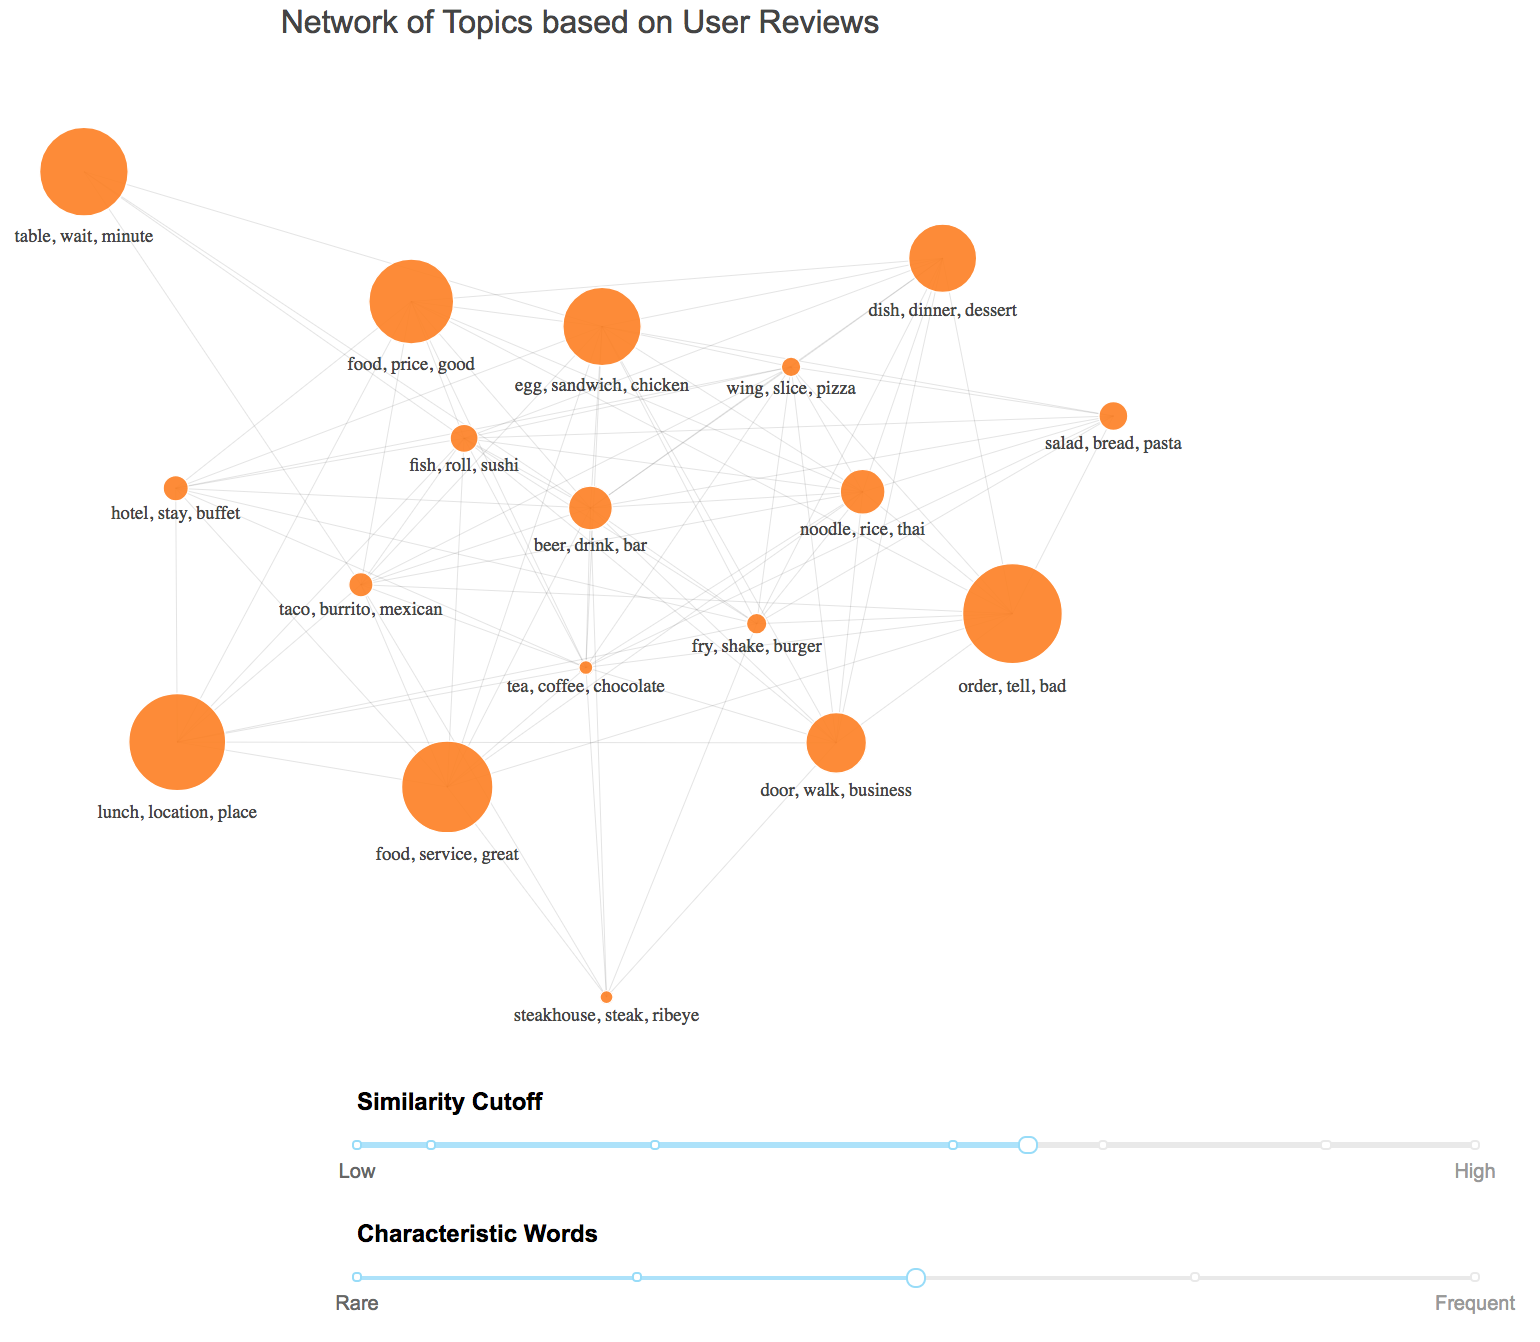 Network of Topics based on User Reviews
table, wait, minute
dish, dinner, dessert
food, price, good
egg, sandwich, chicken
wing, slice, pizza
salad, bread, pasta
fish, roll, sushi
hotel, stay, buffet
noodle, rice, thai
beer, drink, bar
taco, burrito, mexican
fry, shake, burger
tea, coffee, chocolate
order, tell, bad
door, walk, business
lunch, location, place
food, service, great
steakhouse, steak, ribeye
Similarity Cutoff
Low
High
Characteristic Words
Rare
Frequent